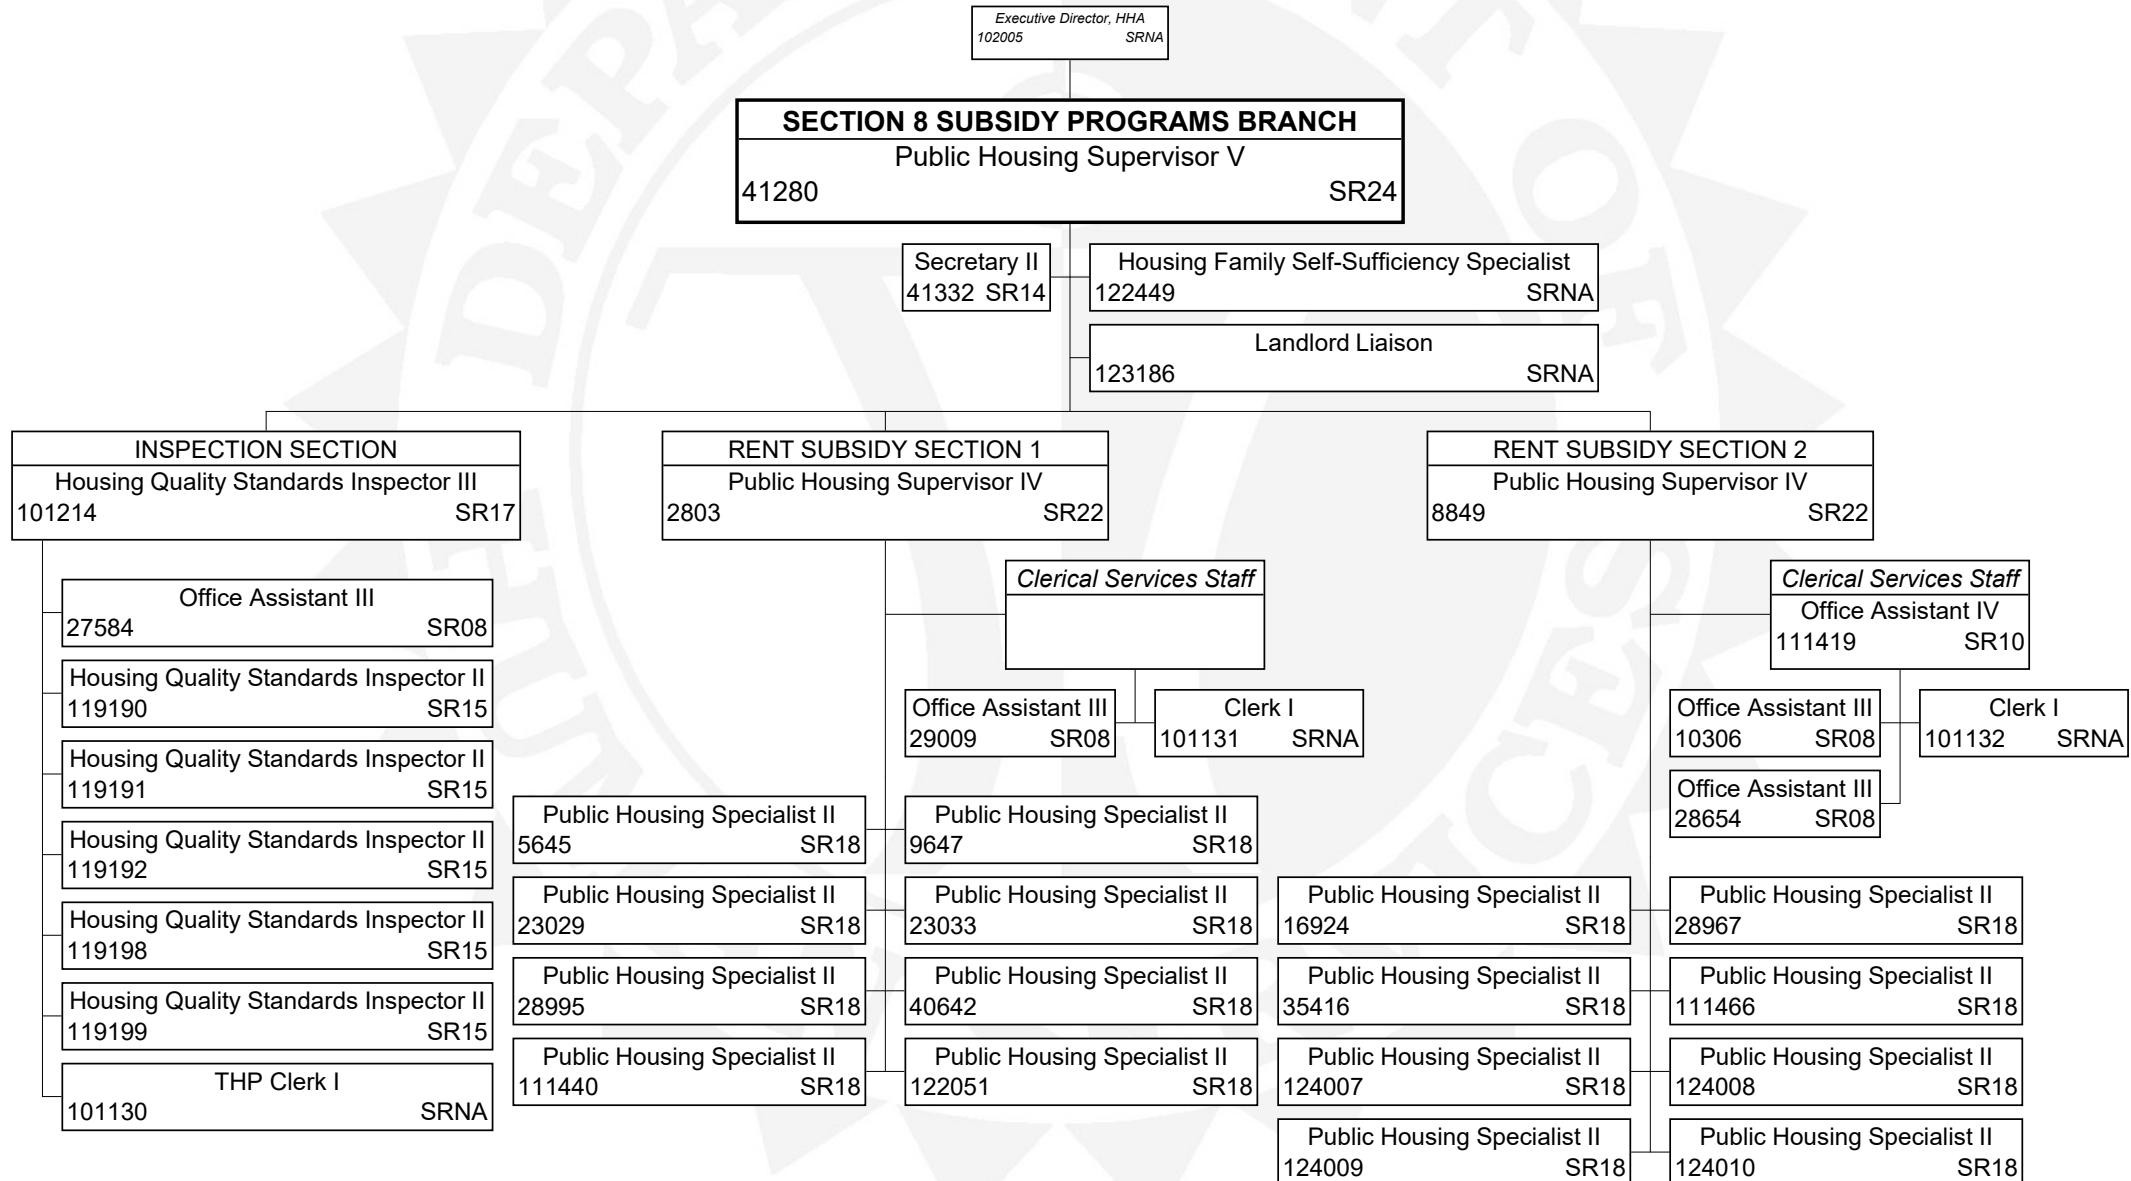 Executive Director, HHA
102005 SRNA
SECTION 8 SUBSIDY PROGRAMS BRANCH
Public Housing Supervisor V
41280 SR24
Secretary II
41332 SR14
Housing Family Self-Sufficiency Specialist
122449 SRNA
Landlord Liaison
123186 SRNA
INSPECTION SECTION
Housing Quality Standards Inspector III
101214 SR17
Office Assistant III
27584 SR08
Housing Quality Standards Inspector II
119190 SR15
Housing Quality Standards Inspector II
119191 SR15
Housing Quality Standards Inspector II
119192 SR15
Housing Quality Standards Inspector II
119198 SR15
Housing Quality Standards Inspector II
119199 SR15
THP Clerk I
101130 SRNA
RENT SUBSIDY SECTION 1
Public Housing Supervisor IV
2803 SR22
Clerical Services Staff
Office Assistant III
29009 SR08
Clerk I
101131 SRNA
Public Housing Specialist II
5645 SR18
Public Housing Specialist II
9647 SR18
Public Housing Specialist II
23029 SR18
Public Housing Specialist II
23033 SR18
Public Housing Specialist II
28995 SR18
Public Housing Specialist II
40642 SR18
Public Housing Specialist II
111440 SR18
Public Housing Specialist II
122051 SR18
RENT SUBSIDY SECTION 2
Public Housing Supervisor IV
8849 SR22
Clerical Services Staff
Office Assistant IV
111419 SR10
Office Assistant III
10306 SR08
Clerk I
101132 SRNA
Office Assistant III
28654 SR08
Public Housing Specialist II
16924 SR18
Public Housing Specialist II
28967 SR18
Public Housing Specialist II
35416 SR18
Public Housing Specialist II
111466 SR18
Public Housing Specialist II
124007 SR18
Public Housing Specialist II
124008 SR18
Public Housing Specialist II
124009 SR18
Public Housing Specialist II
124010 SR18